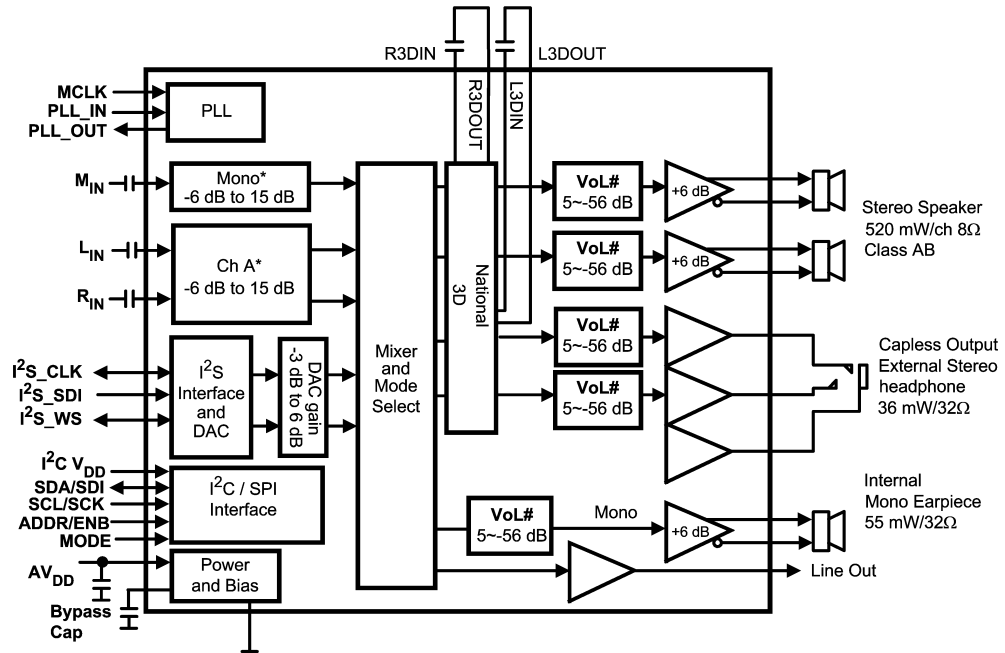 R3DIN
L3DOUT
R3DOUT
L3DIN
MCLK
PLL_IN
PLL_OUT
PLL
M_IN
Mono*
-6 dB to 15 dB
L_IN
R_IN
Ch A*
-6 dB to 15 dB
I²S_CLK
I²S_SDI
I²S_WS
I²S
Interface
and
DAC
DAC gain
-3 dB to 6 dB
I²C V_DD
SDA/SDI
SCL/SCK
ADDR/ENB
MODE
I²C / SPI
Interface
AV_DD
Bypass
Cap
Power
and Bias
Mixer
and
Mode
Select
National
3D
VoL#
5~-56 dB
+6 dB
VoL#
5~-56 dB
+6 dB
Stereo Speaker
520 mW/ch 8Ω
Class AB
VoL#
5~-56 dB
VoL#
5~-56 dB
Capless Output
External Stereo
headphone
36 mW/32Ω
VoL#
5~-56 dB
Mono
+6 dB
Internal
Mono Earpiece
55 mW/32Ω
Line Out